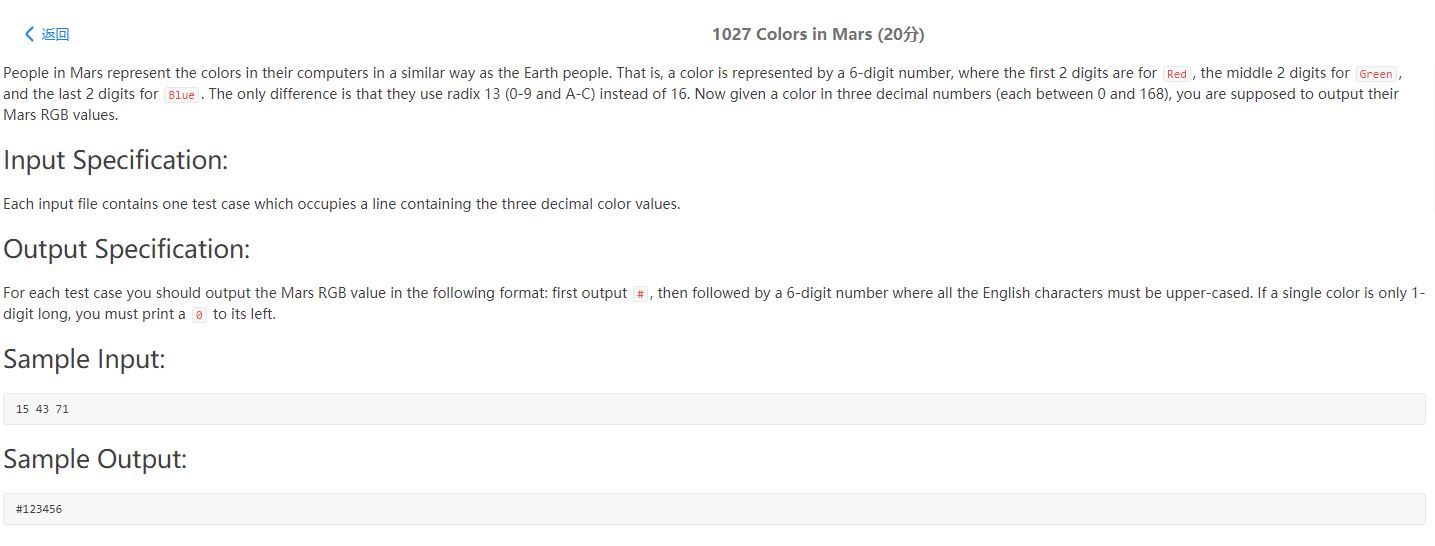 返回
1027 Colors in Mars (20分)
People in Mars represent the colors in their computers in a similar way as the Earth people. That is, a color is represented by a 6-digit number, where the first 2 digits are for Red, the middle 2 digits for Green,
and the last 2 digits for Blue. The only difference is that they use radix 13 (0-9 and A-C) instead of 16. Now given a color in three decimal numbers (each between 0 and 168), you are supposed to output their
Mars RGB values.
Input Specification:
Each input file contains one test case which occupies a line containing the three decimal color values.
Output Specification:
For each test case you should output the Mars RGB value in the following format: first output #, then followed by a 6-digit number where all the English characters must be upper-cased. If a single color is only 1-
digit long, you must print a 0 to its left.
Sample Input:
15 43 71
Sample Output:
#123456